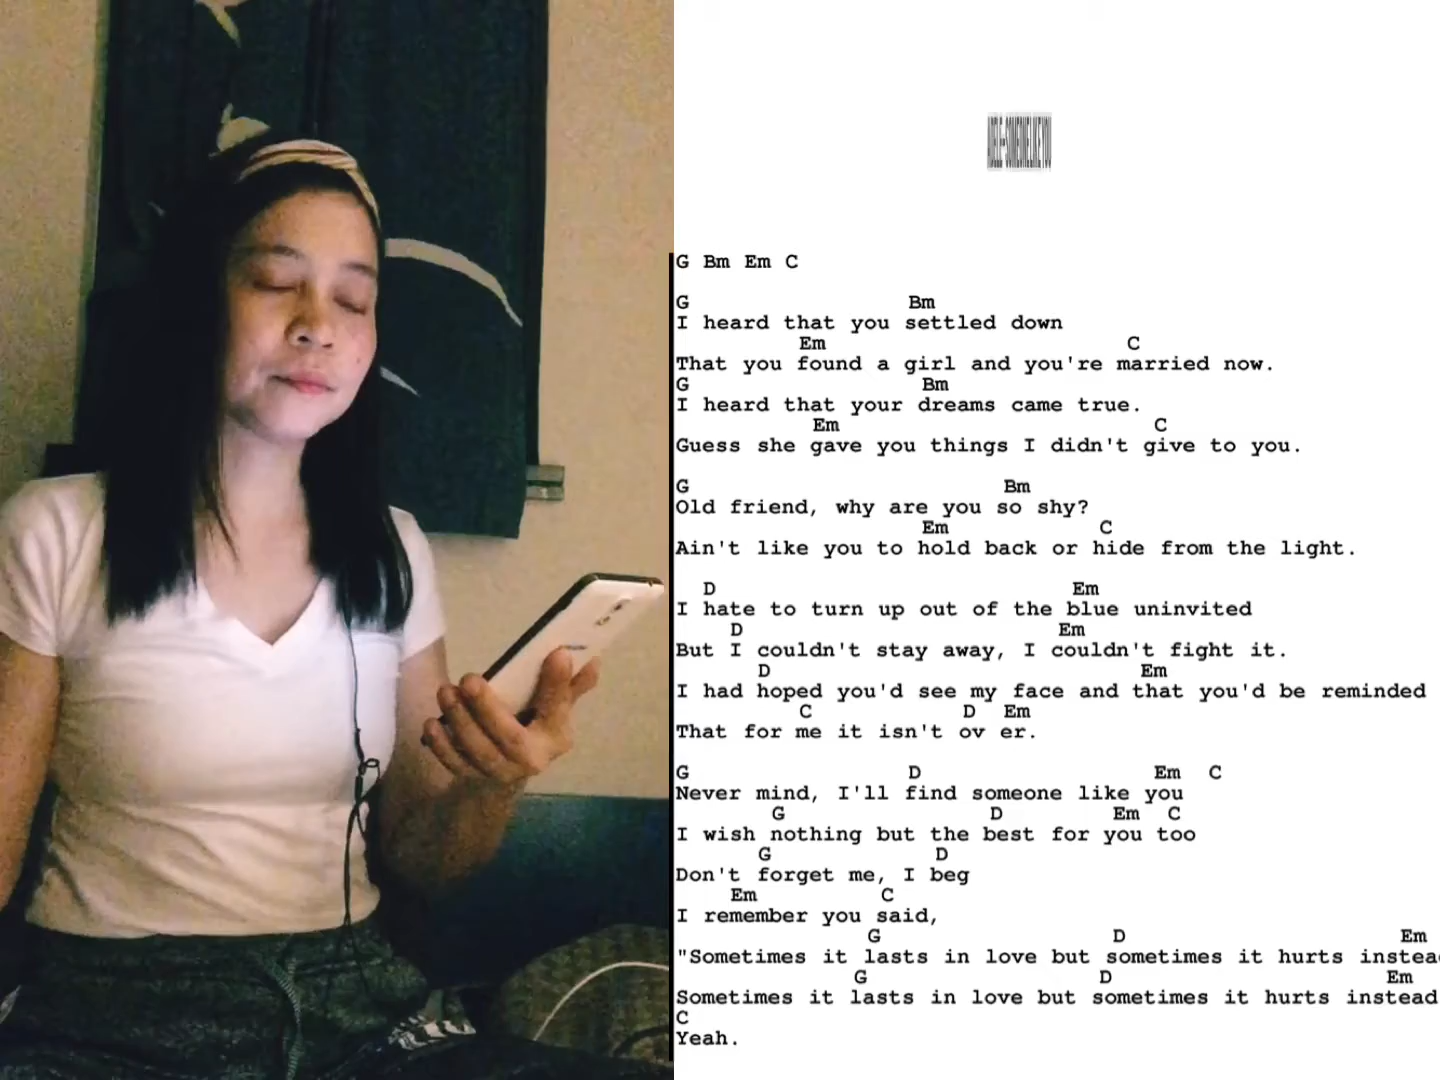 ADELE-SOMEONE LIKE YOU
G Bm Em C
G Bm
I heard that you settled down
Em C
That you found a girl and you're married now.
G Bm
I heard that your dreams came true.
Em C
Guess she gave you things I didn't give to you.
G Bm
Old friend, why are you so shy?
Em C
Ain't like you to hold back or hide from the light.
D Em
I hate to turn up out of the blue uninvited
D Em
But I couldn't stay away, I couldn't fight it.
D Em
I had hoped you'd see my face and that you'd be reminded
C D Em
That for me it isn't ov er.
G D Em C
Never mind, I'll find someone like you
G D Em C
I wish nothing but the best for you too
G D
Don't forget me, I beg
Em C
I remember you said,
G D Em
"Sometimes it lasts in love but sometimes it hurts instea
G D Em
Sometimes it lasts in love but sometimes it hurts instead
C
Yeah.